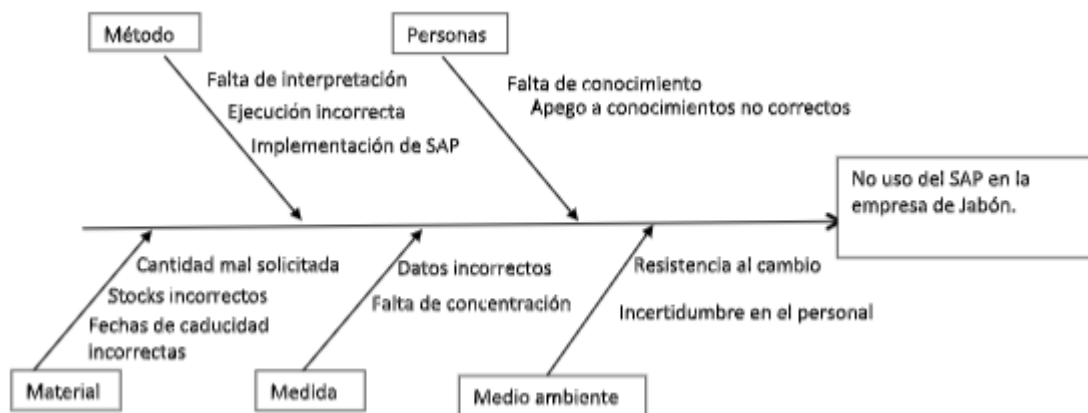 Método
Personas
Falta de interpretación
Ejecución incorrecta
Implementación de SAP
Falta de conocimiento
Apego a conocimientos no correctos
No uso del SAP en la
empresa de Jabón.
Cantidad mal solicitada
Stocks incorrectos
Fechas de caducidad
incorrectas
Datos incorrectos
Falta de concentración
Resistencia al cambio
Incertidumbre en el personal
Material
Medida
Medio ambiente